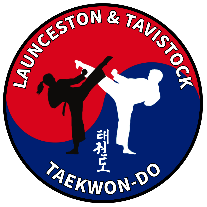 LAUNCESTON & TAVISTOCK
태
권
도
TAEKWON-DO